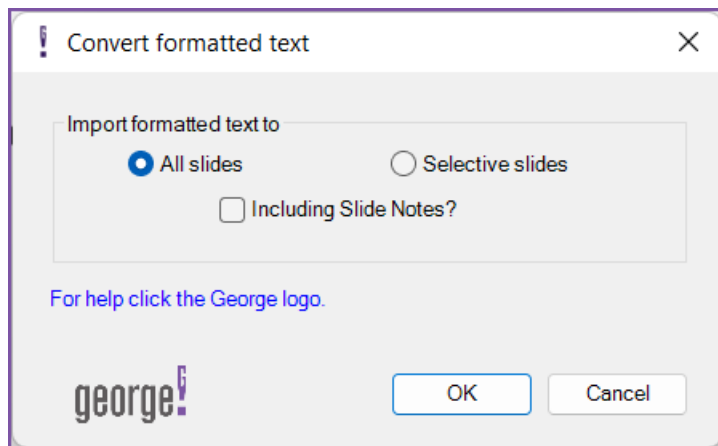 Convert formatted text
Import formatted text to
All slides Selective slides
Including Slide Notes?
For help click the George logo.
george!
OK Cancel